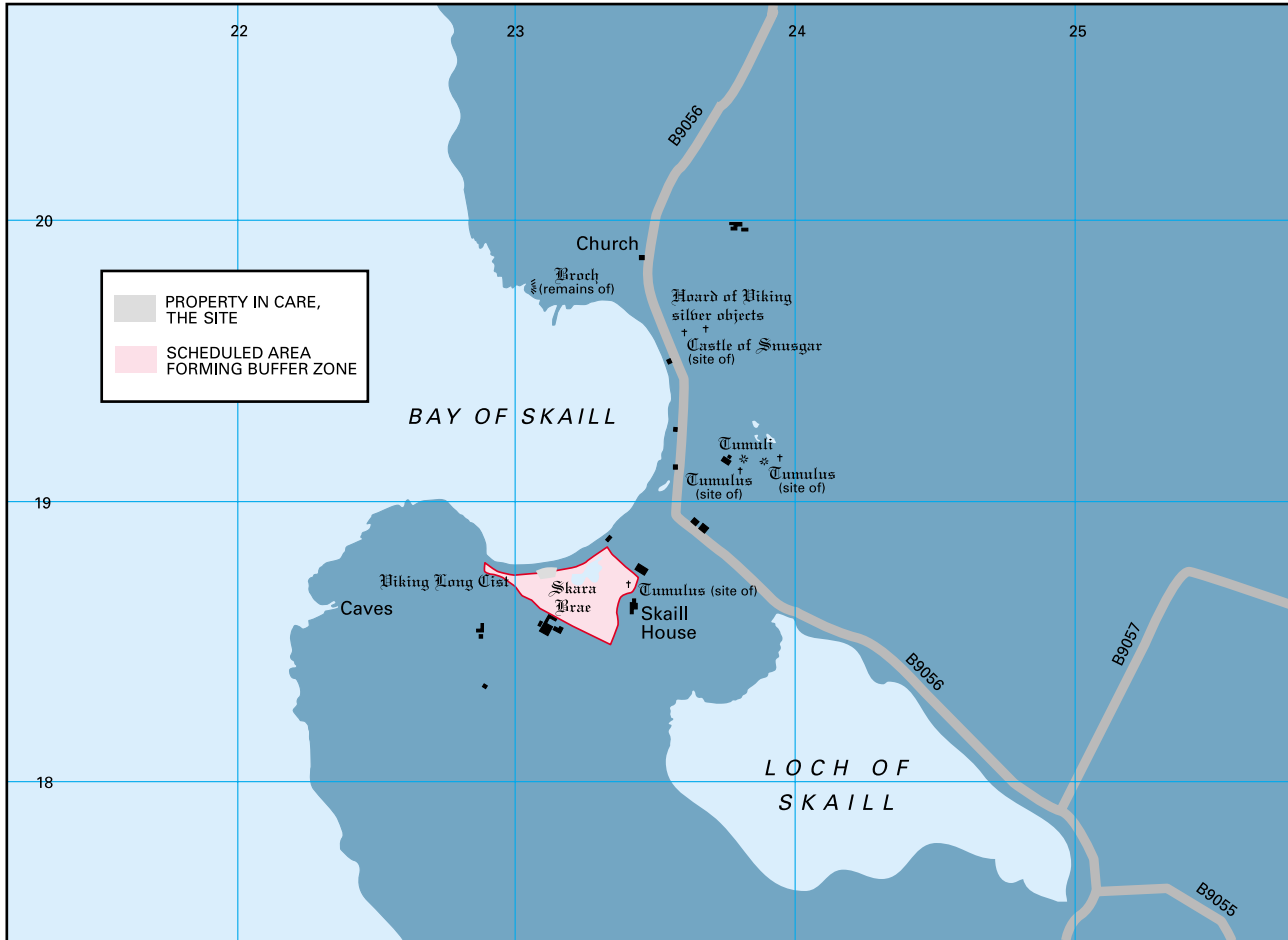 22
23
24
25
B9056
20
Church
Broch
(remains of)
Hoard of Viking
silver objects
Castle of Snusgar
(site of)
PROPERTY IN CARE,
THE SITE
SCHEDULED AREA
FORMING BUFFER ZONE
BAY OF SKAILL
Tumuli
Tumulus
(site of)
Tumulus
(site of)
19
Viking Long Cist
Skara
Brae
Tumulus (site of)
Caves
Skaill
House
B9056
B9057
18
LOCH OF
SKAILL
B9055